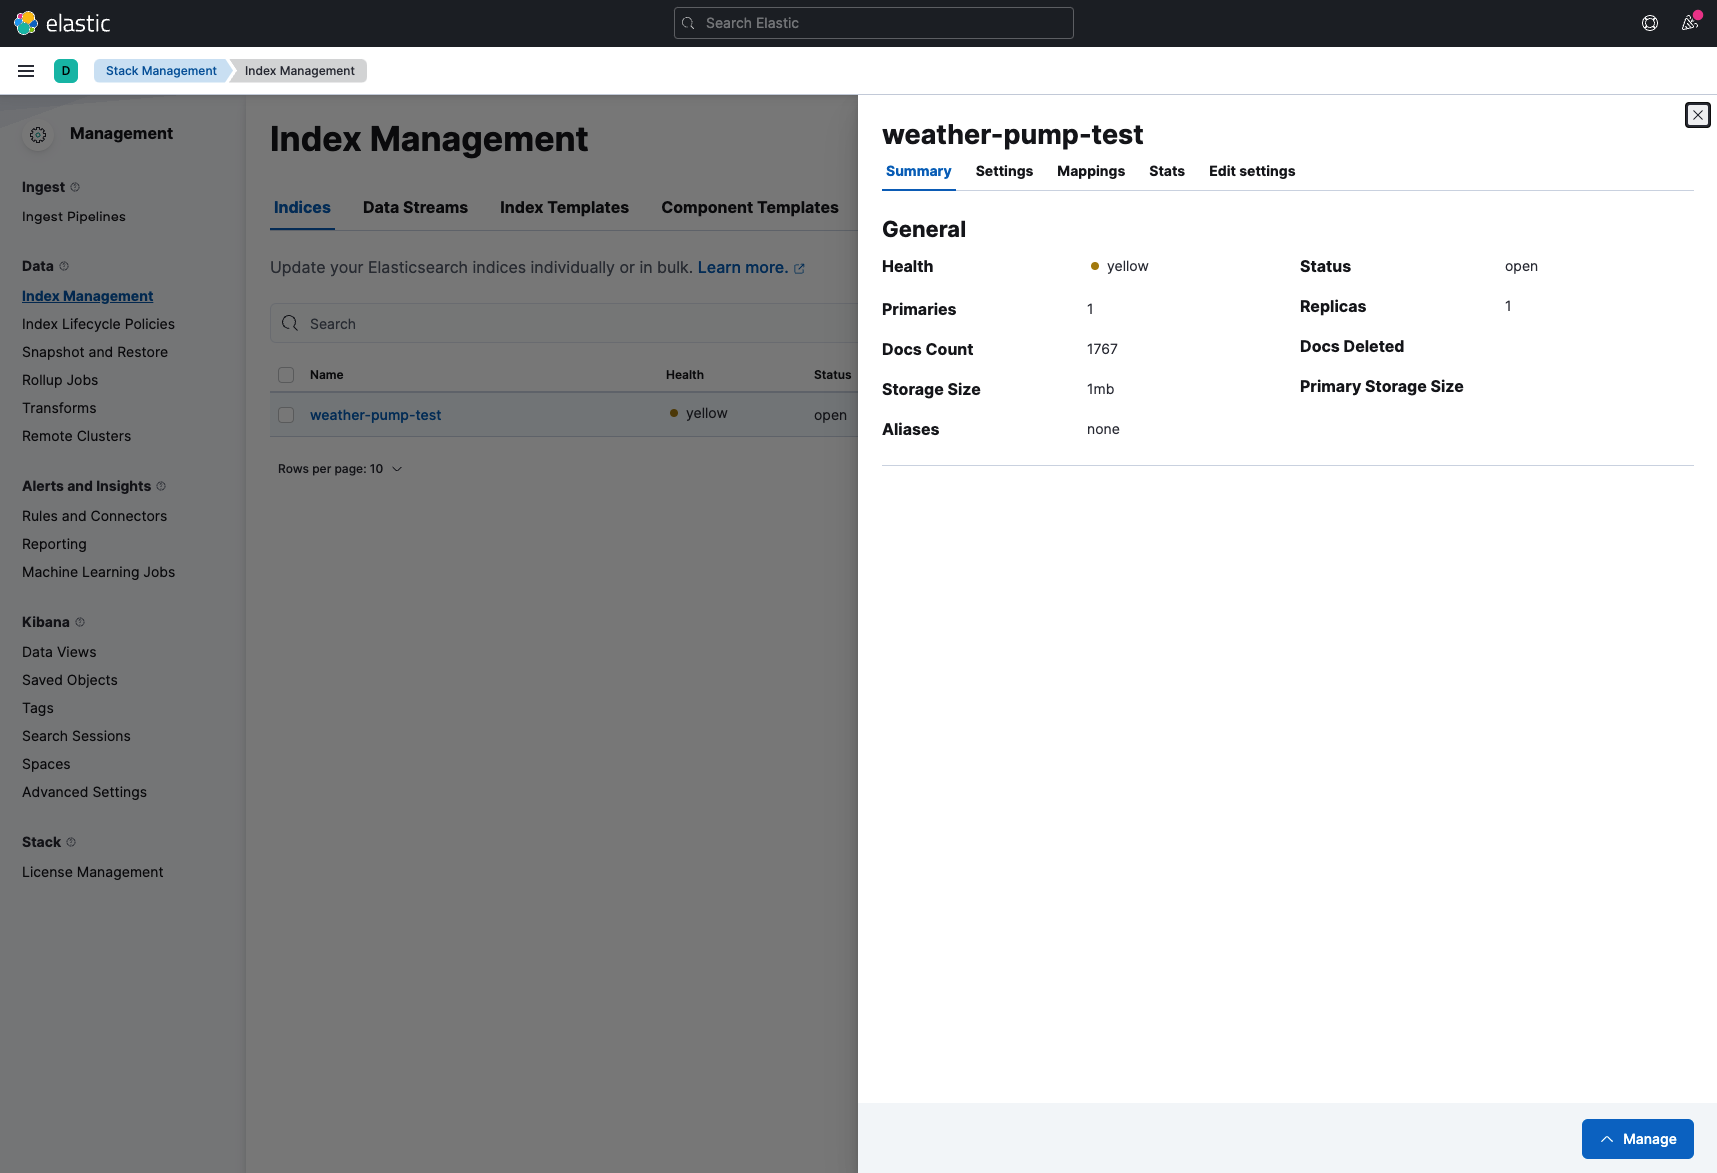 elastic
Search Elastic
D
Stack Management
Index Management
Management
Ingest
Ingest Pipelines
Data
Index Management
Index Lifecycle Policies
Snapshot and Restore
Rollup Jobs
Transforms
Remote Clusters
Alerts and Insights
Rules and Connectors
Reporting
Machine Learning Jobs
Kibana
Data Views
Saved Objects
Tags
Search Sessions
Spaces
Advanced Settings
Stack
License Management
Index Management
Indices Data Streams Index Templates Component Templates
Update your Elasticsearch indices individually or in bulk. Learn more.
Search
Name Health Status
weather-pump-test yellow open
Rows per page: 10
weather-pump-test
Summary Settings Mappings Stats Edit settings
General
Health yellow
Primaries 1
Docs Count 1767
Storage Size 1mb
Aliases none
Status open
Replicas 1
Docs Deleted
Primary Storage Size
Manage